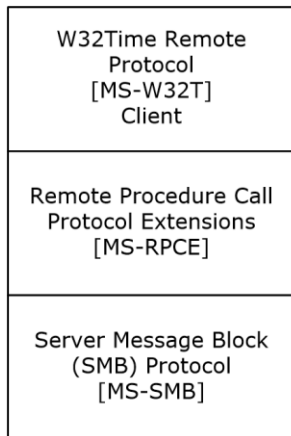 W32Time Remote
Protocol
[MS-W32T]
Client
Remote Procedure Call
Protocol Extensions
[MS-RPCE]
Server Message Block
(SMB) Protocol
[MS-SMB]